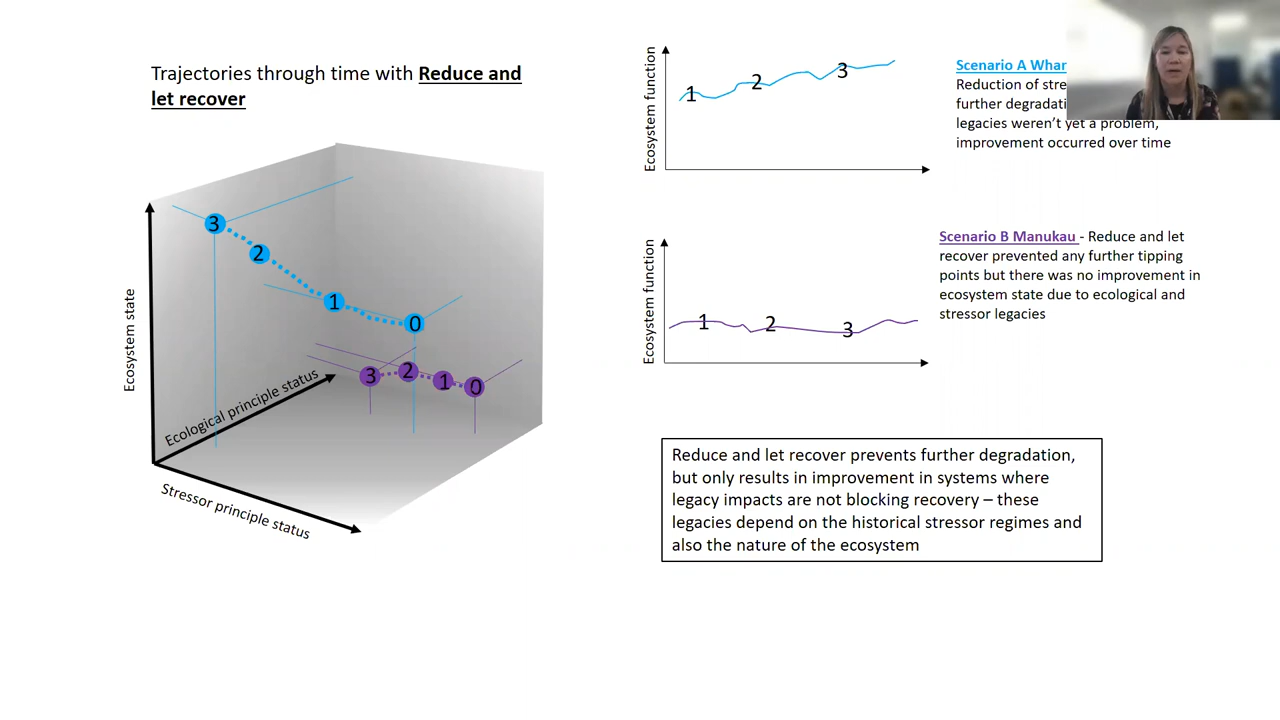 Trajectories through time with Reduce and
let recover
Ecosystem state
Ecological principle status
Stressor principle status
3
2
1
0
3
2
1
0
Ecosystem function
1
2
3
Scenario A
Reduction of
further
legacies weren't yet a problem,
improvement occurred over time
Ecosystem function
1
2
3
Scenario B Manukau - Reduce and let
recover prevented any further tipping
points but there was no improvement in
ecosystem state due to ecological and
stressor legacies
Reduce and let recover prevents further degradation,
but only results in improvement in systems where
legacy impacts are not blocking recovery – these
legacies depend on the historical stressor regimes and
also the nature of the ecosystem